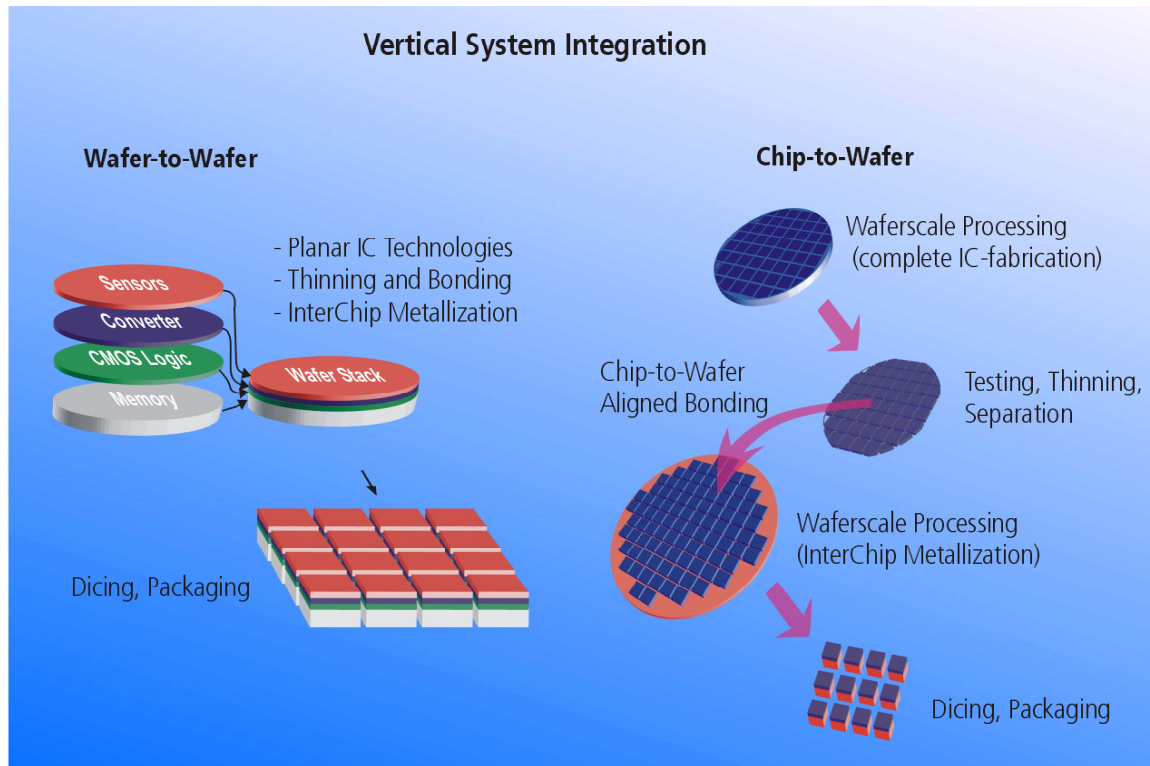 Vertical System Integration
Wafer-to-Wafer
- Planar IC Technologies
- Thinning and Bonding
- InterChip Metallization
Sensors
Converter
CMOS Logic
Memory
Wafer Stack
Dicing, Packaging
Chip-to-Wafer
Waferscale Processing
(complete IC-fabrication)
Testing, Thinning,
Separation
Chip-to-Wafer
Aligned Bonding
Waferscale Processing
(InterChip Metallization)
Dicing, Packaging